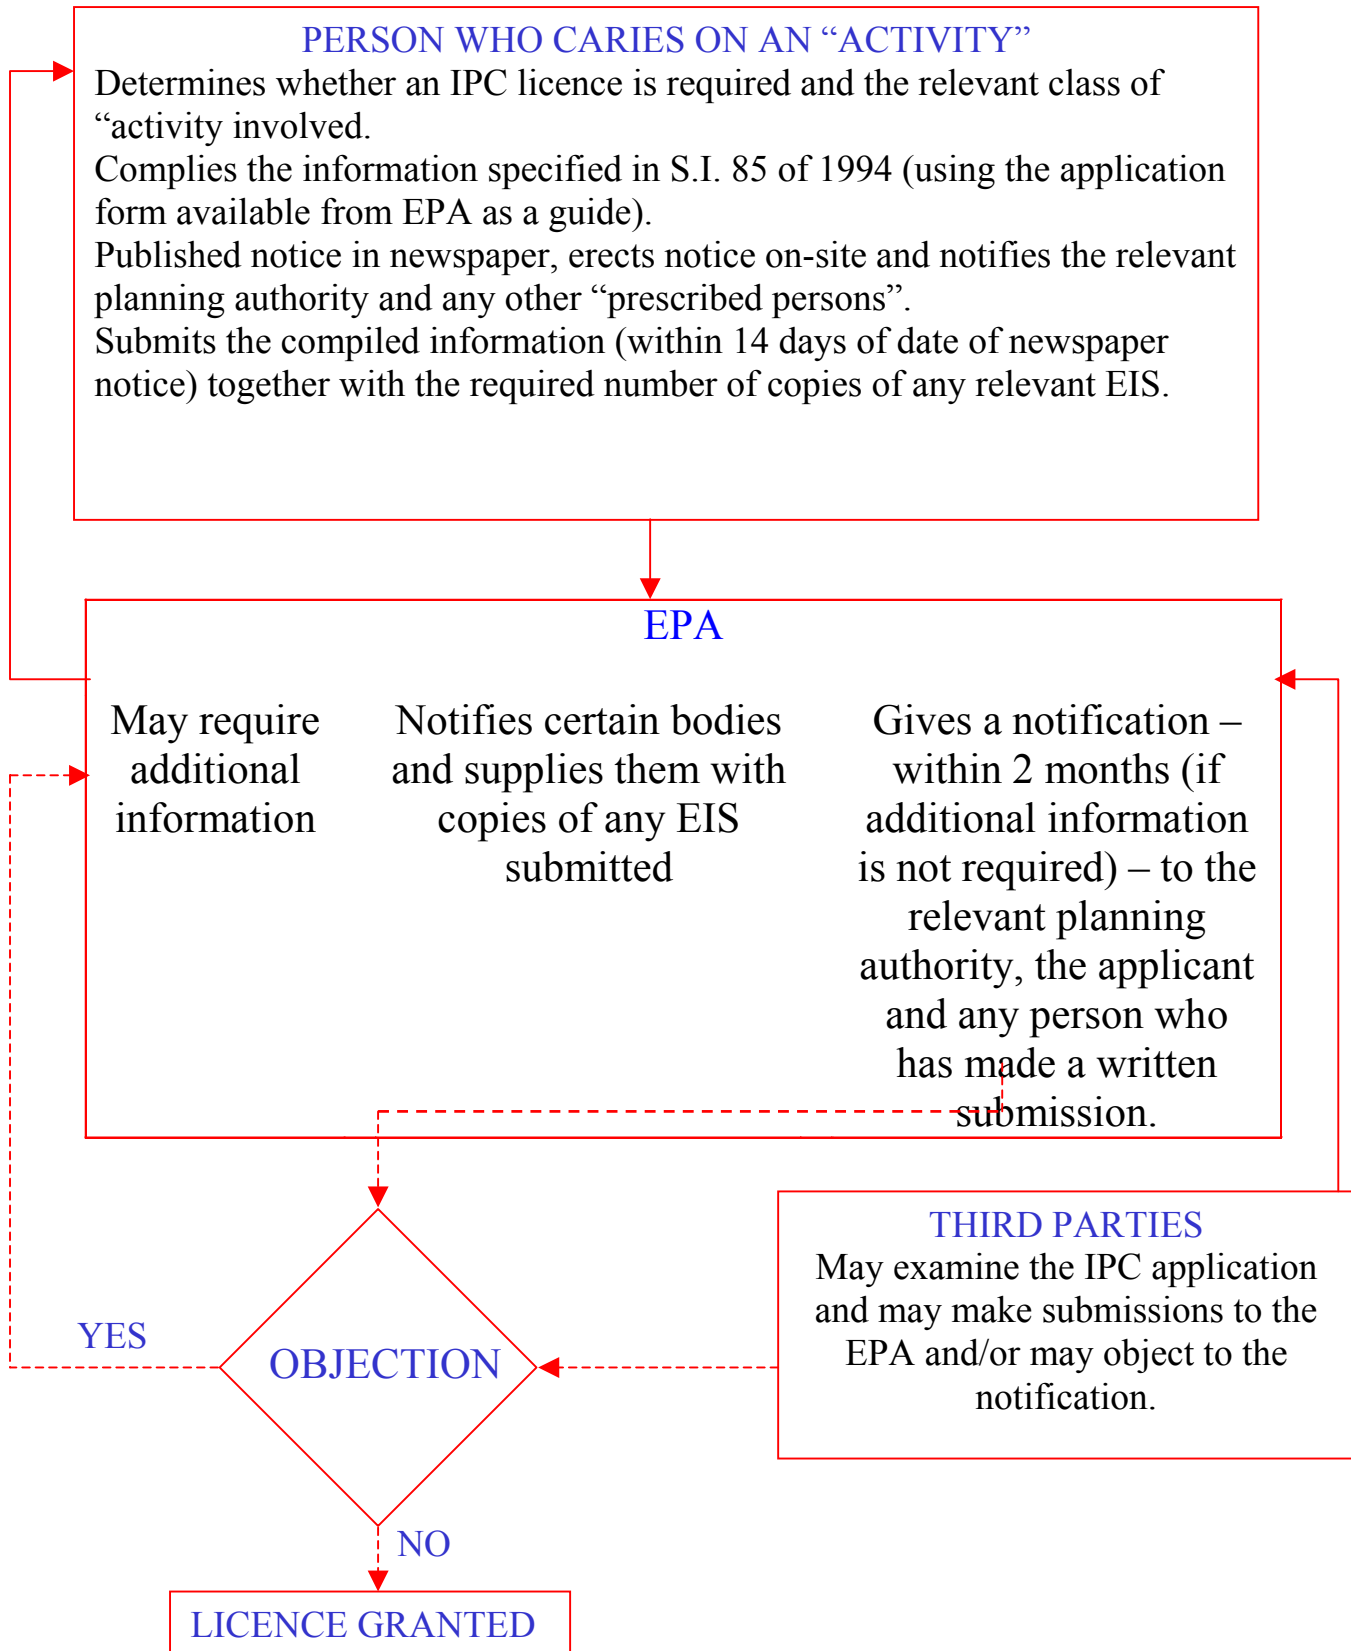 PERSON WHO CARIES ON AN “ACTIVITY”
Determines whether an IPC licence is required and the relevant class of
“activity involved.
Complies the information specified in S.I. 85 of 1994 (using the application
form available from EPA as a guide).
Published notice in newspaper, erects notice on-site and notifies the relevant
planning authority and any other “prescribed persons”.
Submits the compiled information (within 14 days of date of newspaper
notice) together with the required number of copies of any relevant EIS.
EPA
May require
additional
information
Notifies certain bodies
and supplies them with
copies of any EIS
submitted
Gives a notification –
within 2 months (if
additional information
is not required) – to the
relevant planning
authority, the applicant
and any person who
has made a written
submission.
THIRD PARTIES
May examine the IPC application
and may make submissions to the
EPA and/or may object to the
notification.
YES
OBJECTION
NO
LICENCE GRANTED